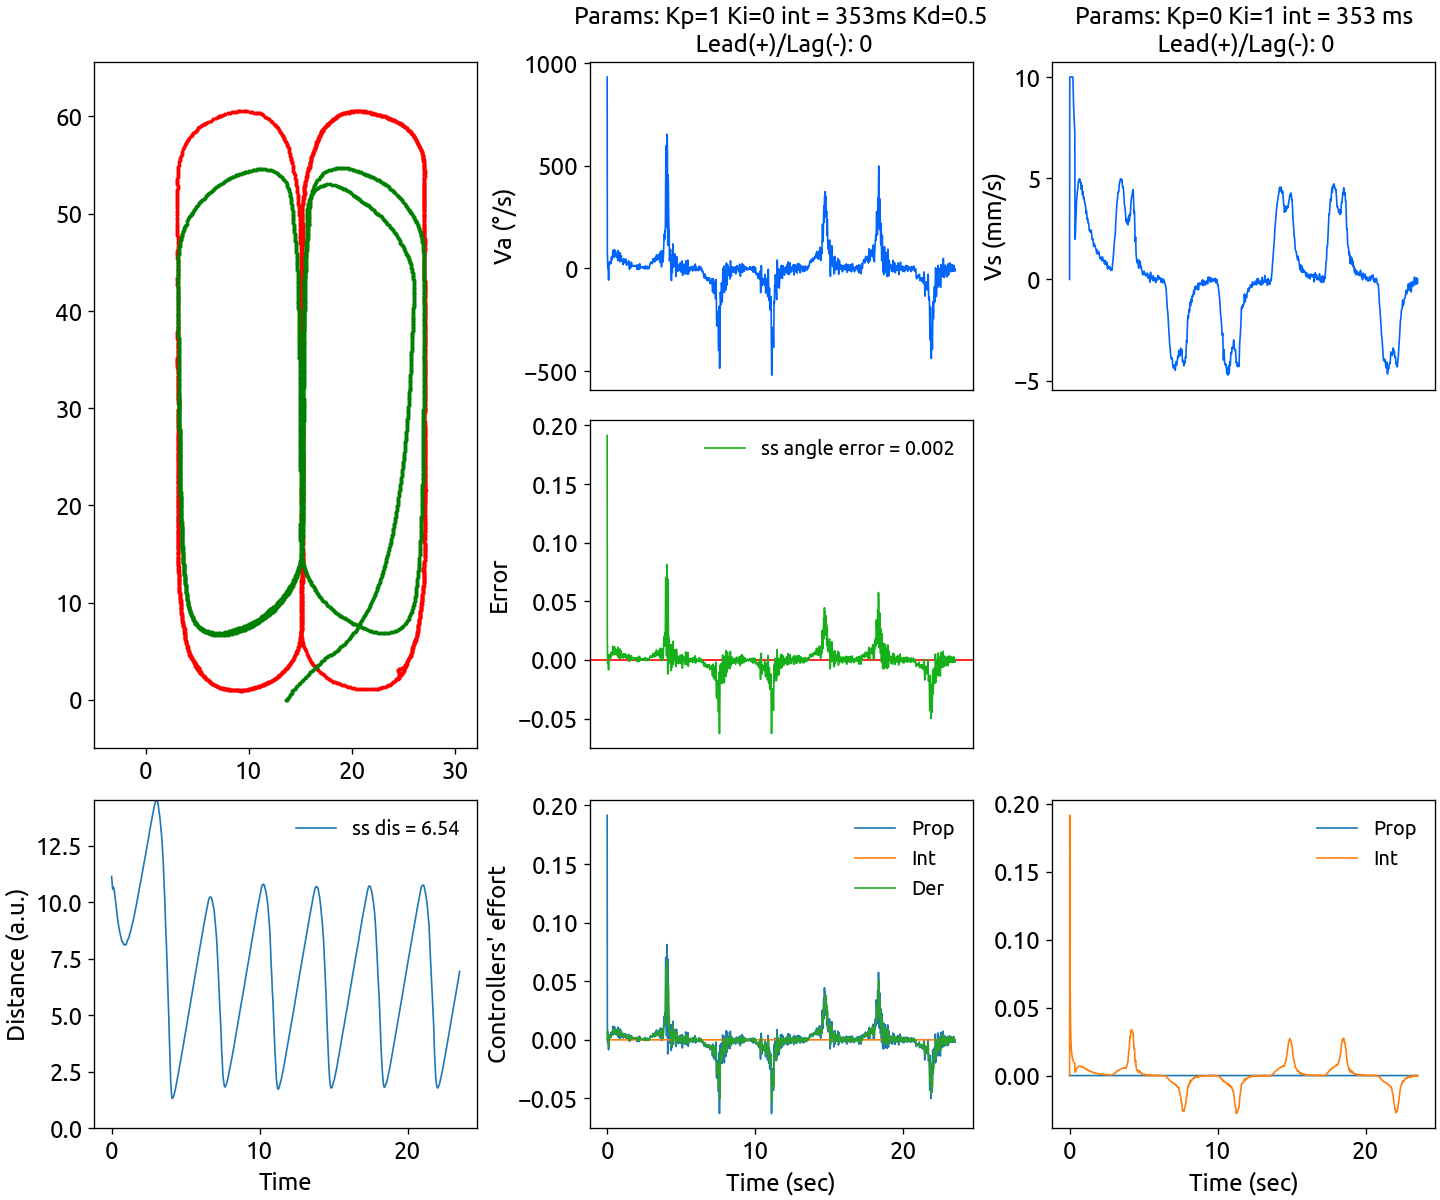 Params: Kp=1 Ki=0 int = 353ms Kd=0.5
Lead(+)/Lag(-): 0
Params: Kp=0 Ki=1 int = 353 ms
Lead(+)/Lag(-): 0
60
50
40
30
20
10
0
0 10 20 30
1000
500
0
−500
Va (°/s)
10
5
0
−5
Vs (mm/s)
0.20
0.15
0.10
0.05
0.00
−0.05
Error
ss angle error = 0.002
12.5
10.0
7.5
5.0
2.5
0.0
Distance (a.u.)
ss dis = 6.54
0 10 20
Time
0.20
0.15
0.10
0.05
0.00
−0.05
Controllers' effort
Prop
Int
Der
0 10 20
Time (sec)
0.20
0.15
0.10
0.05
0.00
Prop
Int
0 10 20
Time (sec)